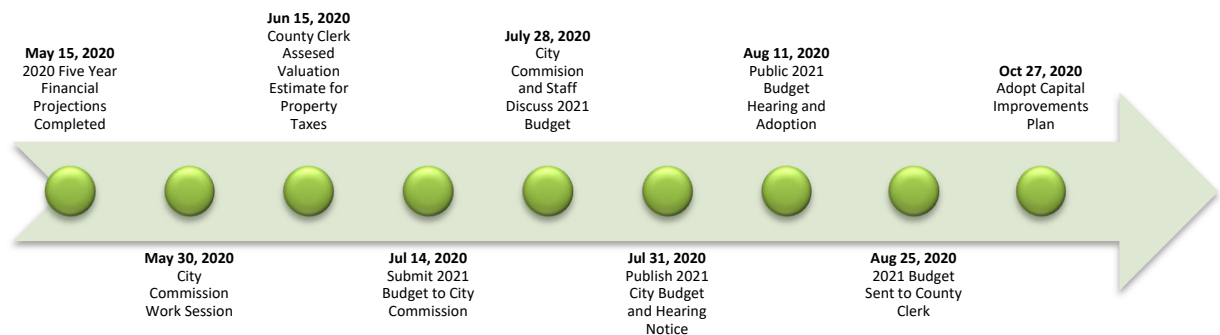 May 15, 2020
2020 Five Year
Financial
Projections
Completed
May 30, 2020
City
Commission
Work Session
Jun 15, 2020
County Clerk
Assesed
Valuation
Estimate for
Property
Taxes
Jul 14, 2020
Submit 2021
Budget to City
Commission
July 28, 2020
City
Commision
and Staff
Discuss 2021
Budget
Jul 31, 2020
Publish 2021
City Budget
and Hearing
Notice
Aug 11, 2020
Public 2021
Budget
Hearing and
Adoption
Aug 25, 2020
2021 Budget
Sent to County
Clerk
Oct 27, 2020
Adopt Capital
Improvements
Plan